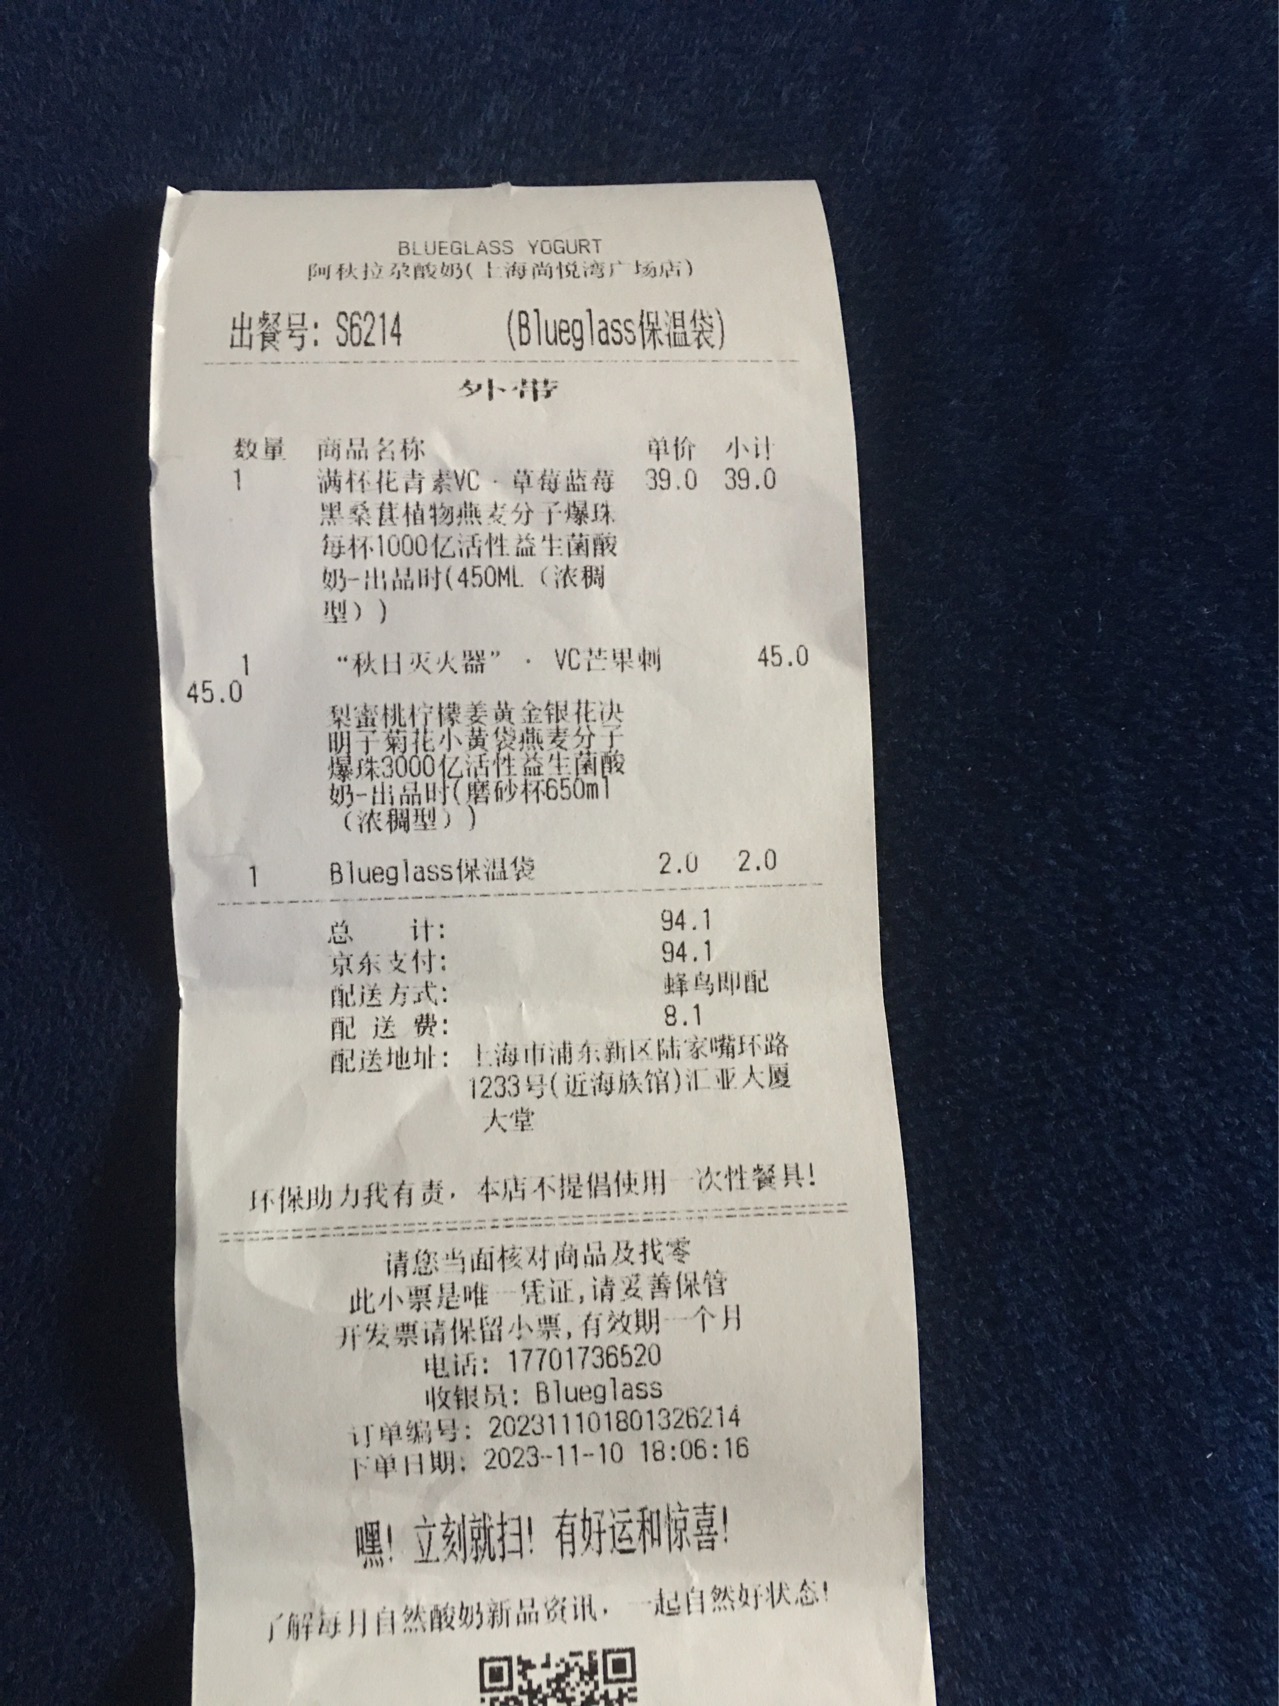 BLUEGLASS YOGURT
阿秋拉尕酸奶(上海尚悦湾广场店)
出餐号: S6214 (Blueglass保温袋)
外带
数量 商品名称 单价 小计
1 满杯花青素VC·草莓蓝莓 39.0 39.0
黑桑葚植物燕麦分子爆珠
每杯1000亿活性益生菌酸
奶-出品时(450ML（浓稠
型）)
1 “秋日灭火器”· VC芒果刺 45.0
45.0
梨蜜桃柠檬姜黄金银花决
明子菊花小黄袋燕麦分子
爆珠3000亿活性益生菌酸
奶-出品时(磨砂杯650ml
（浓稠型）)
1 Blueglass保温袋 2.0 2.0
总 计: 94.1
京东支付: 94.1
配送方式: 蜂鸟即配
配 送 费: 8.1
配送地址: 上海市浦东新区陆家嘴环路
1233号(近海族馆)汇亚大厦
大堂
环保助力我有责，本店不提倡使用一次性餐具!
请您当面核对商品及找零
此小票是唯一凭证,请妥善保管
开发票请保留小票,有效期一个月
电话: 17701736520
收银员: Blueglass
订单编号: 202311101801326214
下单日期: 2023-11-10 18:06:16
嘿! 立刻就扫! 有好运和惊喜!
了解每月自然酸奶新品资讯，一起自然好状态!